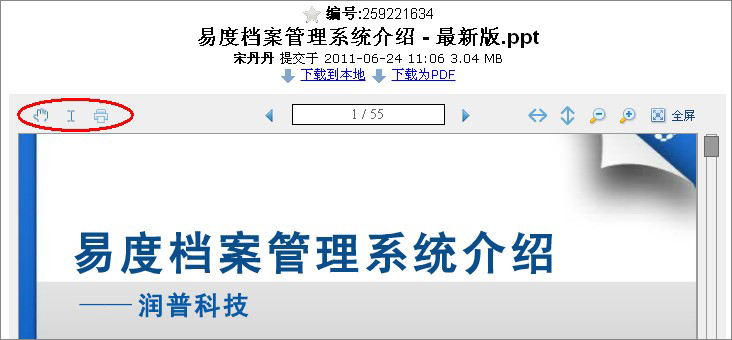 编号:259221634
易度档案管理系统介绍 - 最新版.ppt
宋丹丹 提交于 2011-06-24 11:06 3.04 MB
下载到本地 下载为PDF
1 / 55 全屏
易度档案管理系统介绍
——润普科技